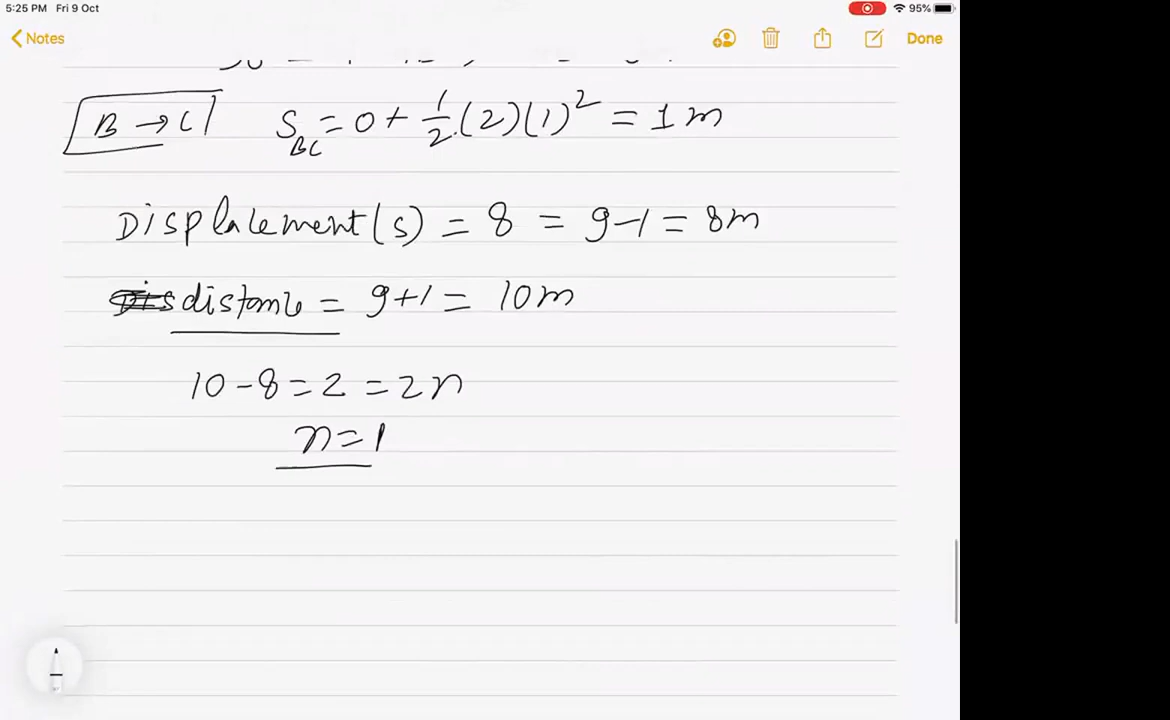 5:25 PM Fri 9 Oct 95%
Notes Done
B → C S_BC = 0 + 1/2 (2)(1)² = 1 m
Displacement (s) = 8 = 9-1 = 8m
distance = 9+1 = 10m
10 - 8 = 2 = 2n
n = 1